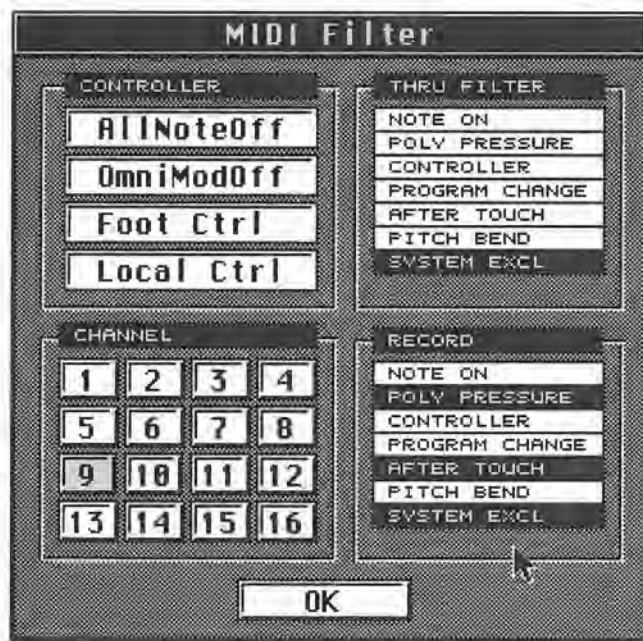 MIDI Filter
CONTROLLER
AllNoteOff
OmniModOff
Foot Ctrl
Local Ctrl
THRU FILTER
NOTE ON
POLY PRESSURE
CONTROLLER
PROGRAM CHANGE
AFTER TOUCH
PITCH BEND
SYSTEM EXCL
CHANNEL
1 2 3 4
5 6 7 8
9 10 11 12
13 14 15 16
RECORD
NOTE ON
POLY PRESSURE
CONTROLLER
PROGRAM CHANGE
AFTER TOUCH
PITCH BEND
SYSTEM EXCL
OK